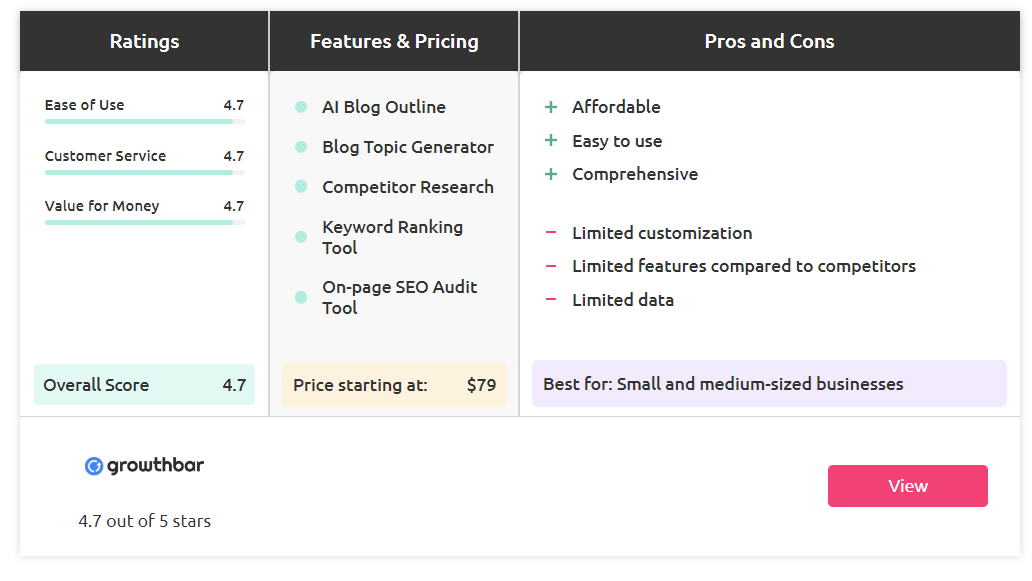 Ratings
Features & Pricing
Pros and Cons
Ease of Use 4.7
Customer Service 4.7
Value for Money 4.7
Overall Score 4.7
AI Blog Outline
Blog Topic Generator
Competitor Research
Keyword Ranking
Tool
On-page SEO Audit
Tool
Price starting at: $79
+ Affordable
+ Easy to use
+ Comprehensive
− Limited customization
− Limited features compared to competitors
− Limited data
Best for: Small and medium-sized businesses
growthbar
4.7 out of 5 stars
View